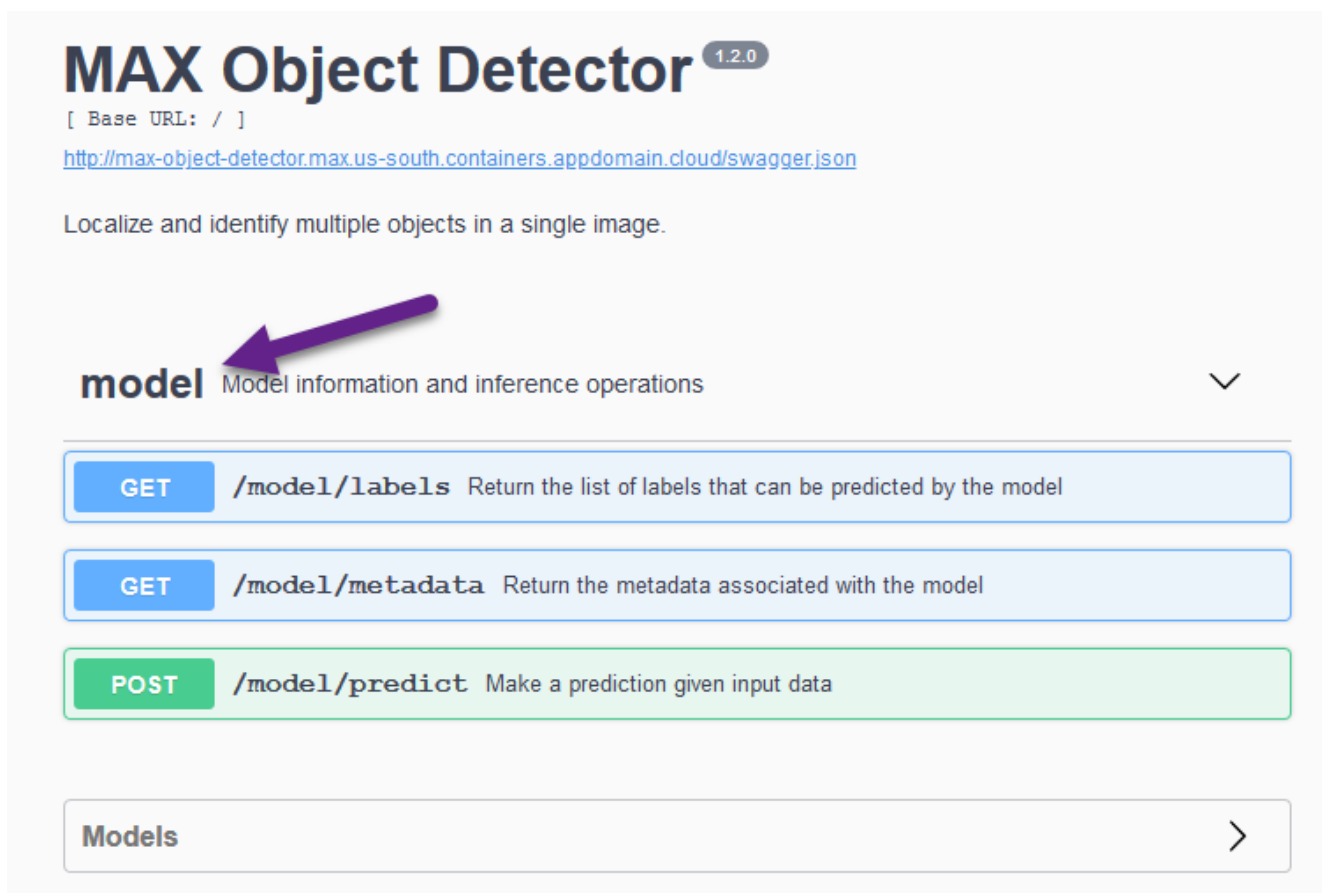 MAX Object Detector 1.2.0
[ Base URL: / ]
http://max-object-detector.max.us-south.containers.appdomain.cloud/swagger.json
Localize and identify multiple objects in a single image.
model Model information and inference operations
GET /model/labels Return the list of labels that can be predicted by the model
GET /model/metadata Return the metadata associated with the model
POST /model/predict Make a prediction given input data
Models